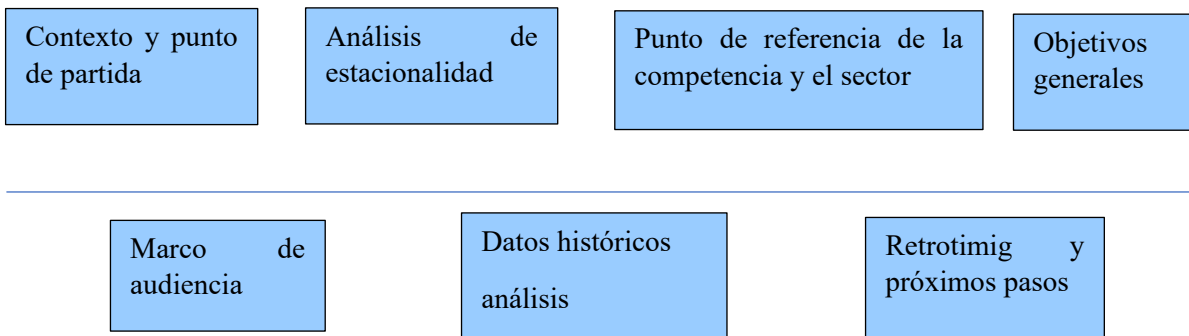 Contexto y punto
de partida
Análisis de
estacionalidad
Punto de referencia de la
competencia y el sector
Objetivos
generales
Marco de
audiencia
Datos históricos
análisis
Retrotimig y
próximos pasos